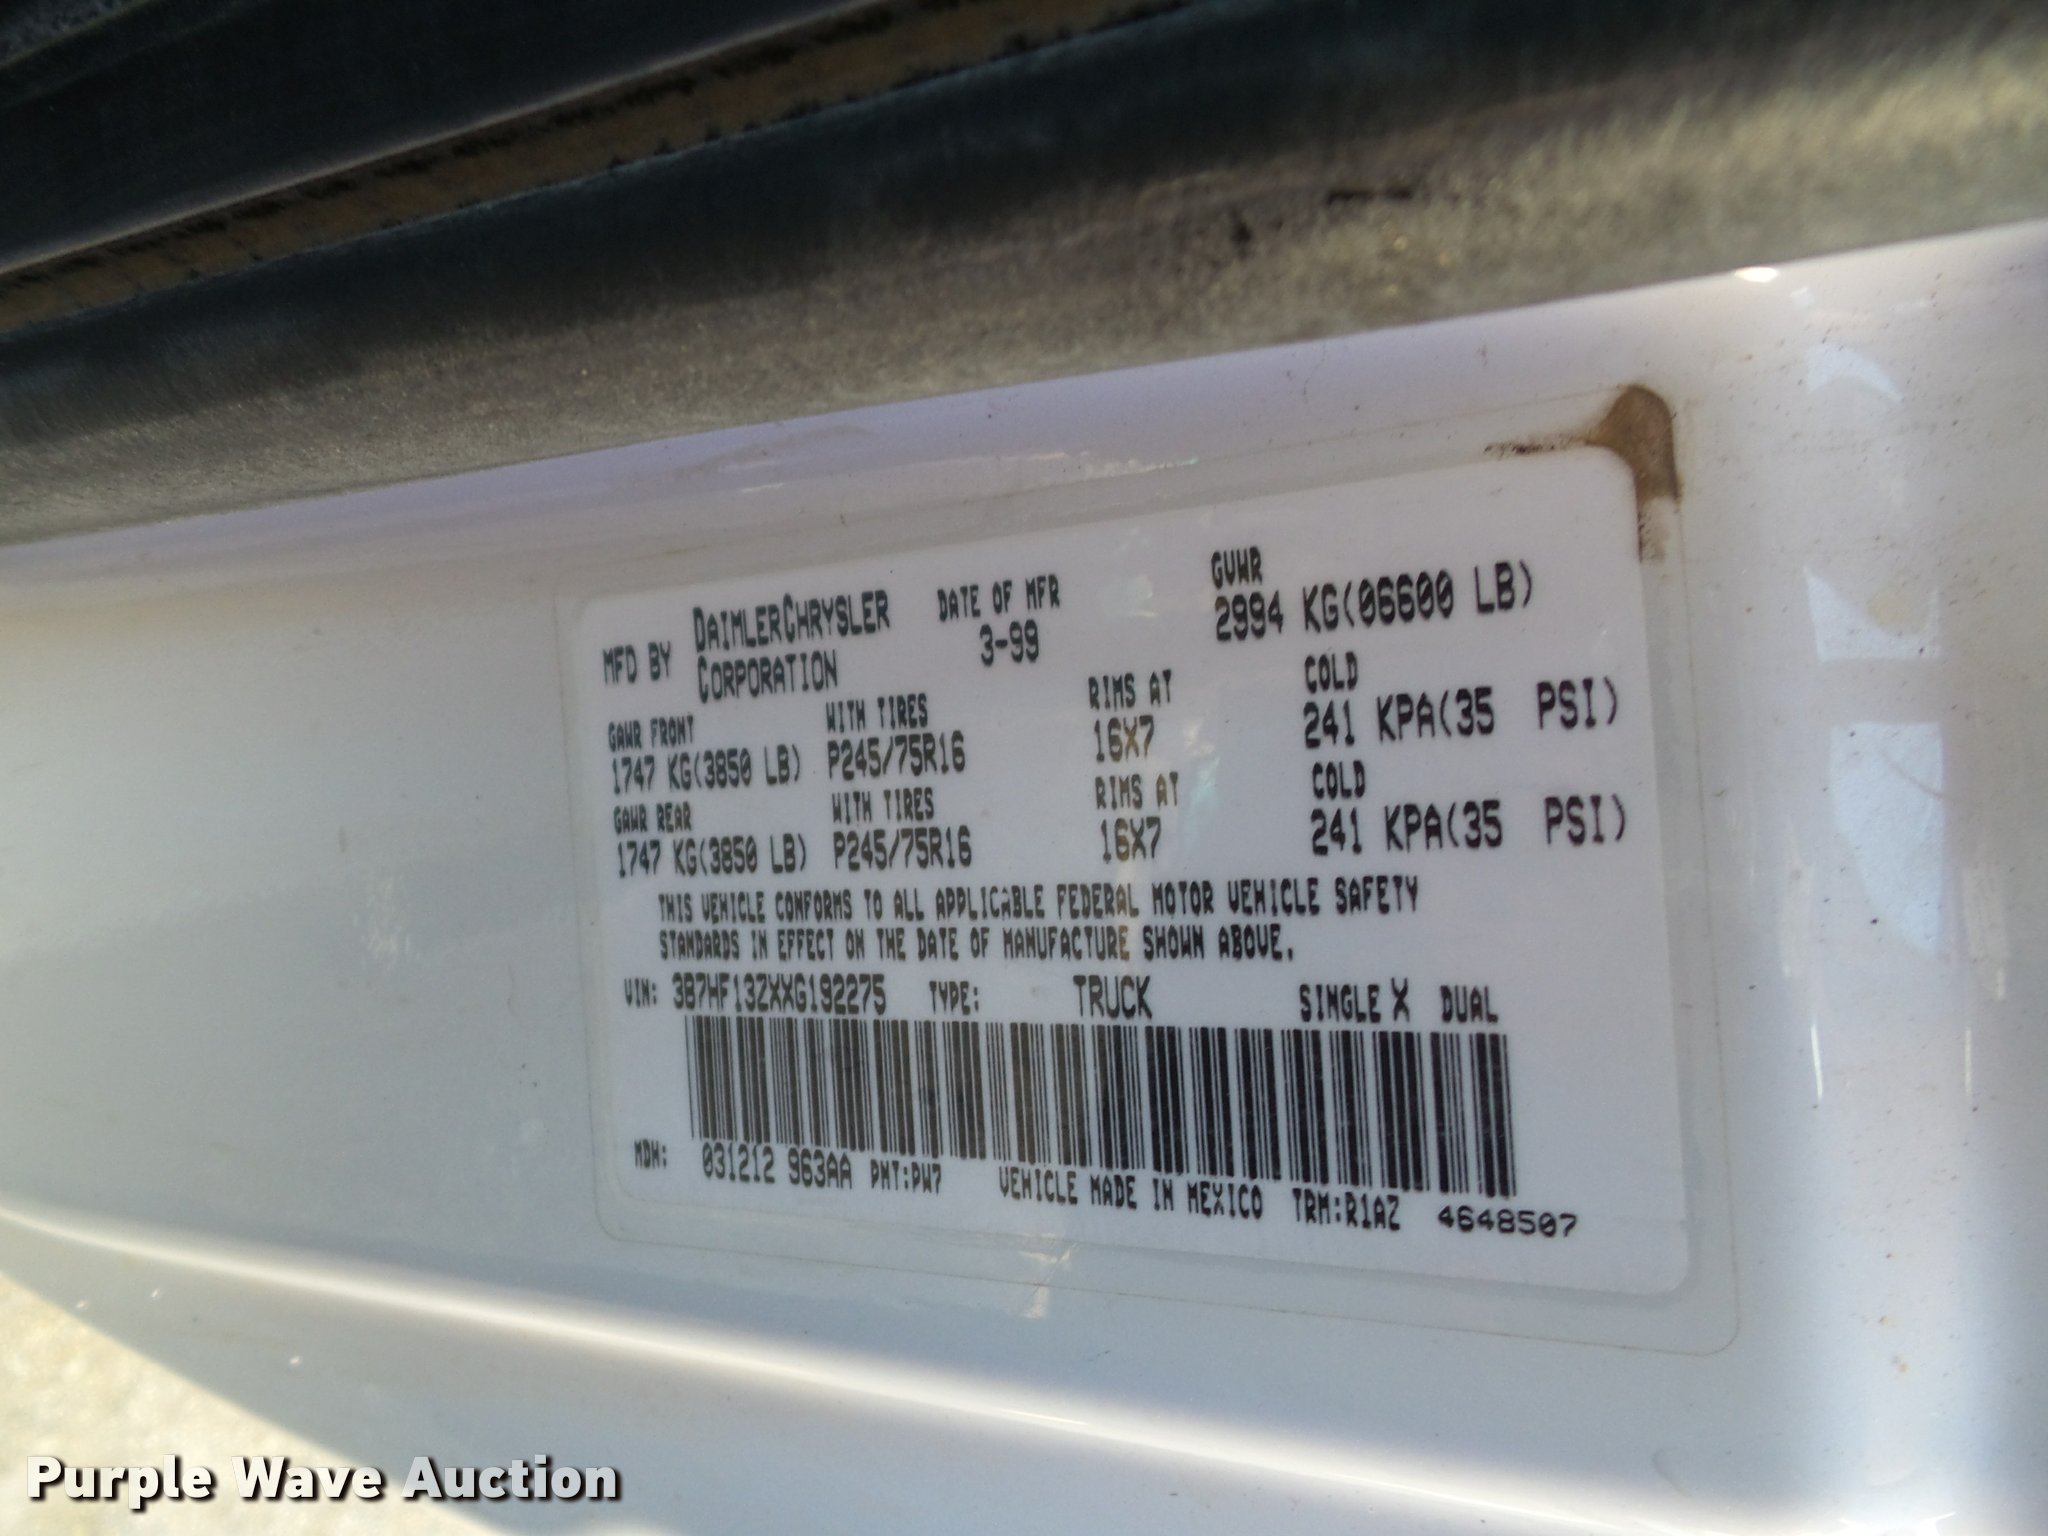 MFD BY DAIMLERCHRYSLER CORPORATION DATE OF MFR 3-99 GVWR 2994 KG(06600 LB)
GAWR FRONT WITH TIRES RIMS AT COLD
1747 KG(3850 LB) P245/75R16 16X7 241 KPA(35 PSI)
GAWR REAR WITH TIRES RIMS AT COLD
1747 KG(3850 LB) P245/75R16 16X7 241 KPA(35 PSI)
THIS VEHICLE CONFORMS TO ALL APPLICABLE FEDERAL MOTOR VEHICLE SAFETY
STANDARDS IN EFFECT ON THE DATE OF MANUFACTURE SHOWN ABOVE.
VIN: 3B7HF13ZXXG192275 TYPE: TRUCK SINGLE X DUAL
MDH: 031212 963AA PNT:PW7 VEHICLE MADE IN MEXICO TRM:R1AZ 4648507
Purple Wave Auction